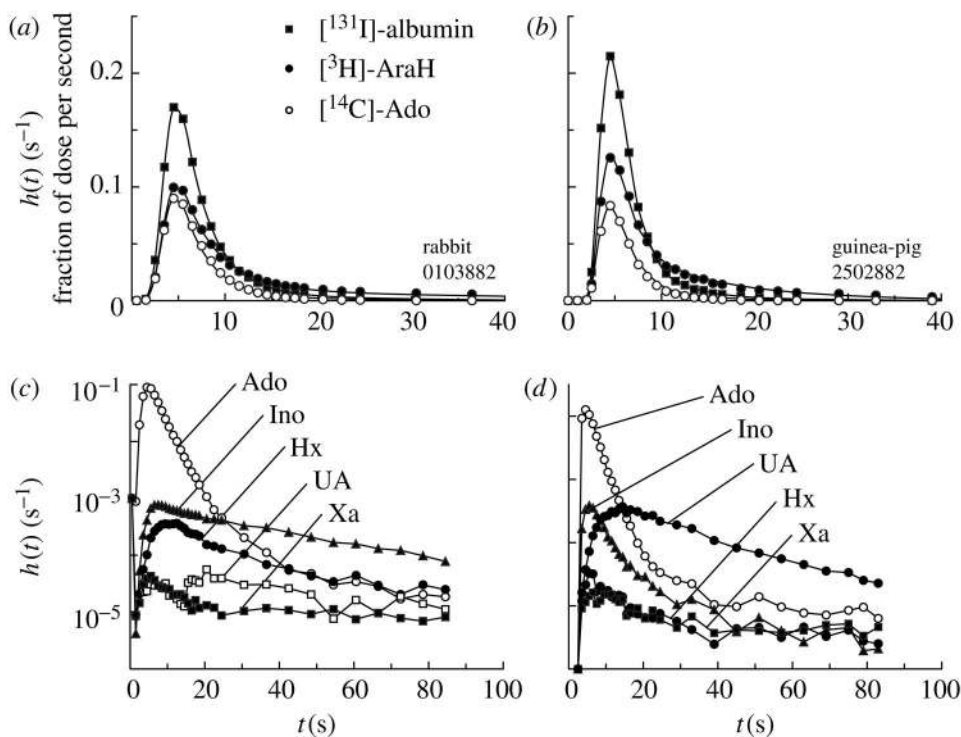 (a)
[¹³¹I]-albumin
[³H]-AraH
[¹⁴C]-Ado
(b)
h(t) (s⁻¹)
fraction of dose per second
0.2
0.1
0
rabbit
0103882
guinea-pig
2502882
10 20 30 40
0 10 20 30 40
(c)
10⁻¹
10⁻³
10⁻⁵
h(t) (s⁻¹)
Ado
Ino
Hx
UA
Xa
0 20 40 60 80 100
t(s)
(d)
Ado
Ino
UA
Hx
Xa
0 20 40 60 80 100
t(s)